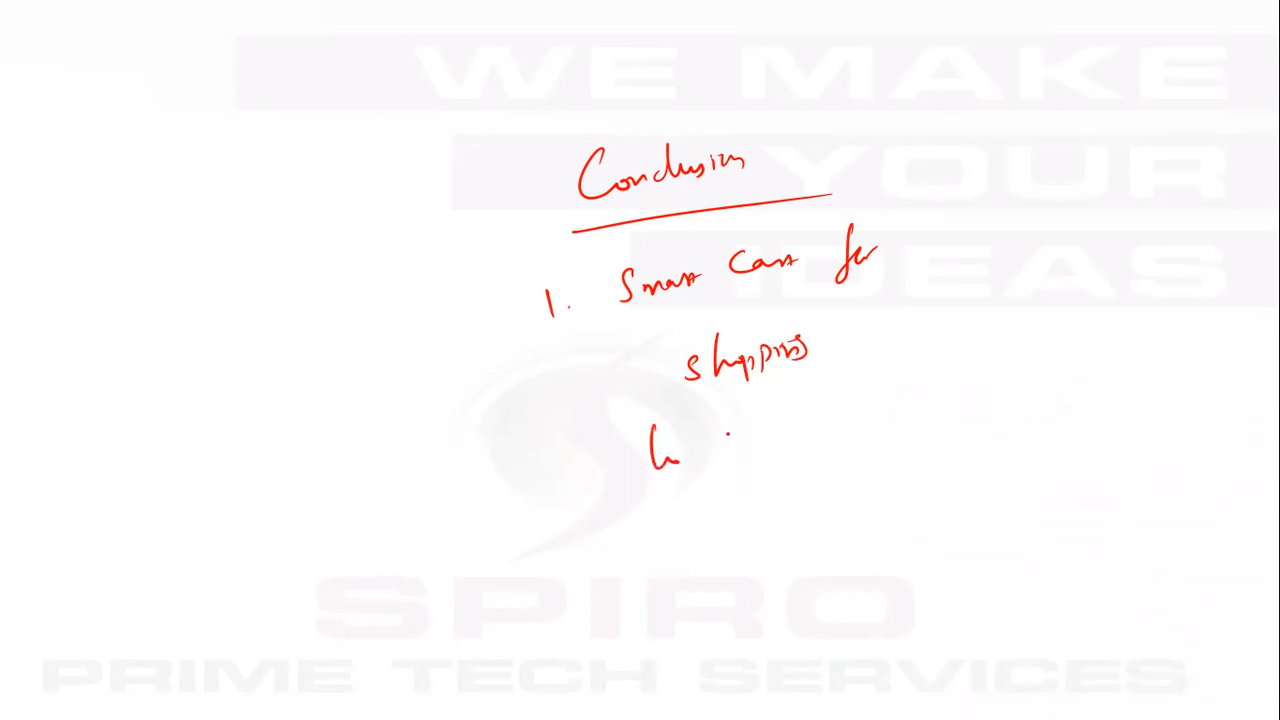 WE MAKE
YOUR
IDEAS
Conclusion
1. Smart Cart for
shopping
SPIRO
PRIME TECH SERVICES